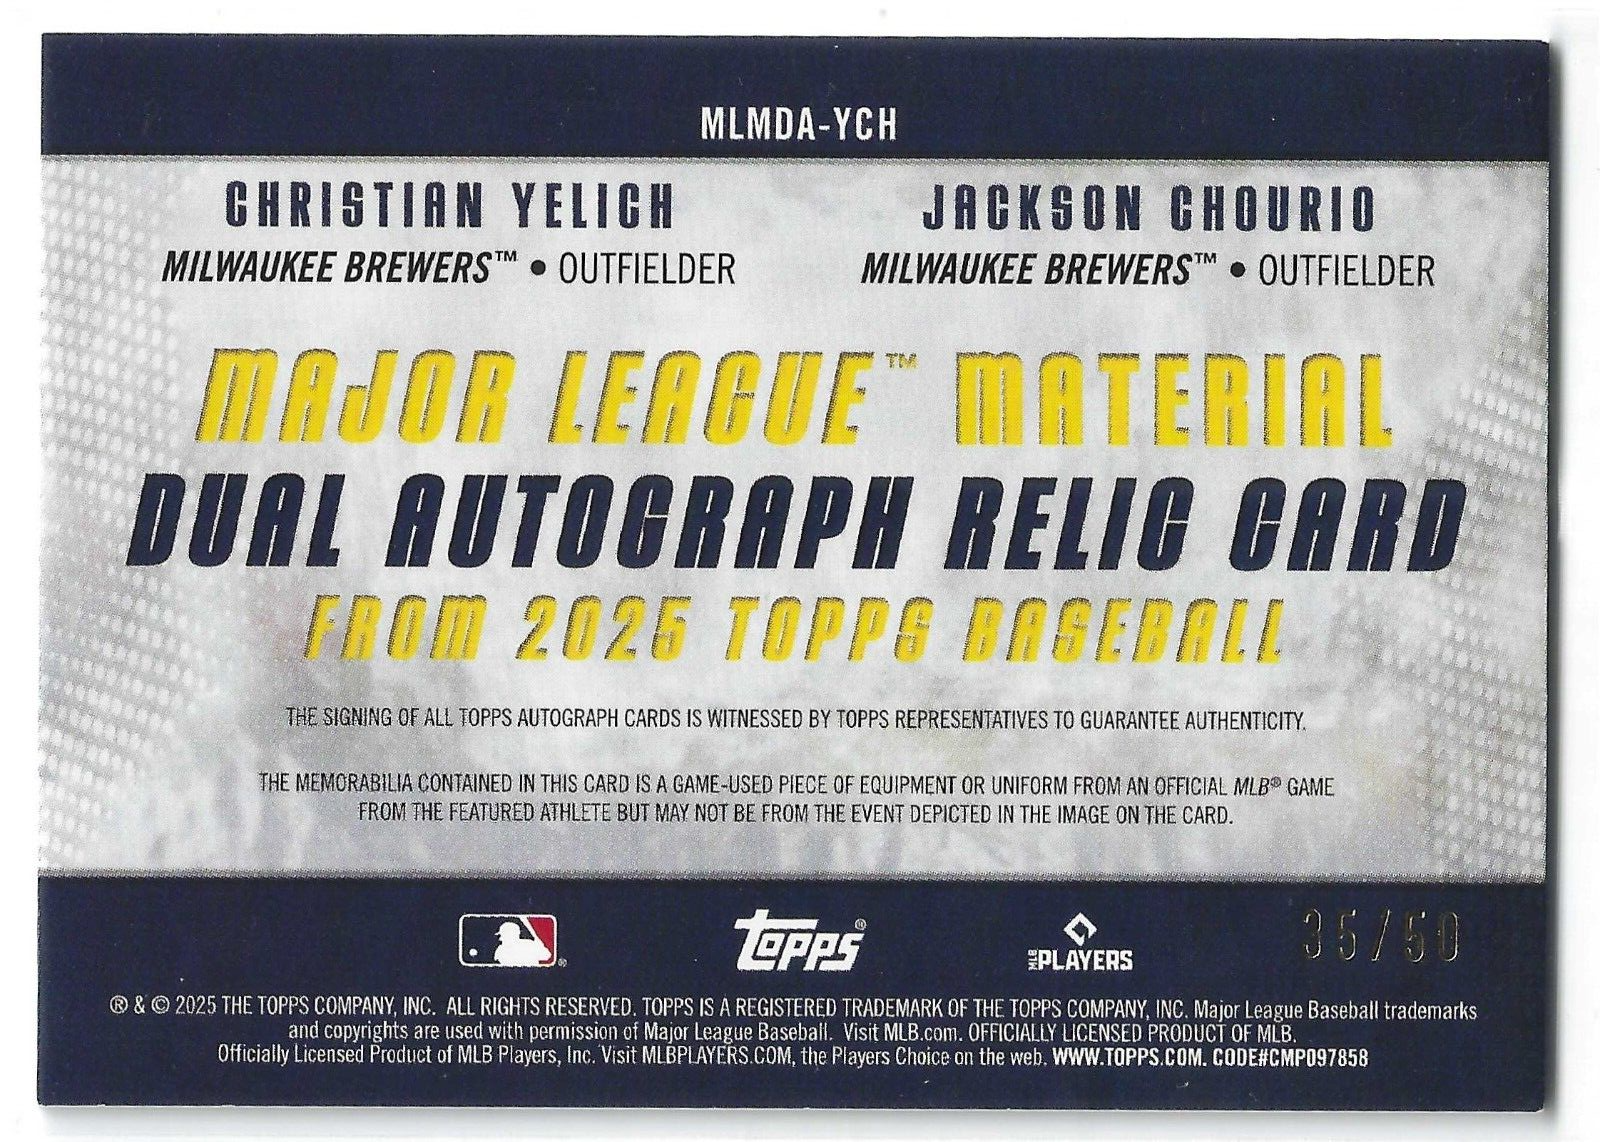 MLMDA-YCH
CHRISTIAN YELICH
MILWAUKEE BREWERS™ • OUTFIELDER
JACKSON CHOURIO
MILWAUKEE BREWERS™ • OUTFIELDER
MAJOR LEAGUE™ MATERIAL
DUAL AUTOGRAPH RELIC CARD
FROM 2025 TOPPS BASEBALL
THE SIGNING OF ALL TOPPS AUTOGRAPH CARDS IS WITNESSED BY TOPPS REPRESENTATIVES TO GUARANTEE AUTHENTICITY.
THE MEMORABILIA CONTAINED IN THIS CARD IS A GAME-USED PIECE OF EQUIPMENT OR UNIFORM FROM AN OFFICIAL MLB® GAME
FROM THE FEATURED ATHLETE BUT MAY NOT BE FROM THE EVENT DEPICTED IN THE IMAGE ON THE CARD.
®
Topps®
MLB PLAYERS
35/50
® & © 2025 THE TOPPS COMPANY, INC. ALL RIGHTS RESERVED. TOPPS IS A REGISTERED TRADEMARK OF THE TOPPS COMPANY, INC. Major League Baseball trademarks
and copyrights are used with permission of Major League Baseball. Visit MLB.com. OFFICIALLY LICENSED PRODUCT OF MLB.
Officially Licensed Product of MLB Players, Inc. Visit MLBPLAYERS.COM, the Players Choice on the web. WWW.TOPPS.COM. CODE#CMP097858